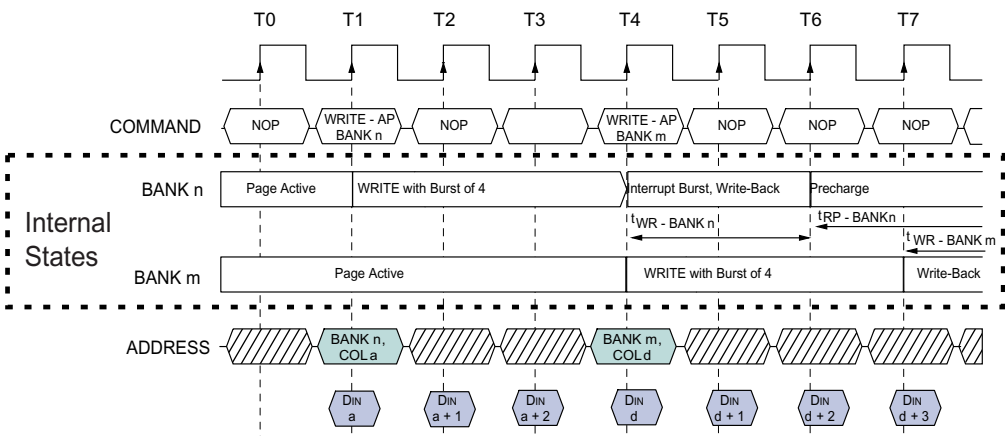 T0 T1 T2 T3 T4 T5 T6 T7
COMMAND NOP WRITE - AP BANK n NOP WRITE - AP BANK m NOP NOP NOP
Internal States
BANK n Page Active WRITE with Burst of 4 Interrupt Burst, Write-Back Precharge
tWR - BANK n tRP - BANK n
tWR - BANK m
BANK m Page Active WRITE with Burst of 4 Write-Back
ADDRESS BANK n, COL a BANK m, COL d
DIN a DIN a + 1 DIN a + 2 DIN d DIN d + 1 DIN d + 2 DIN d + 3